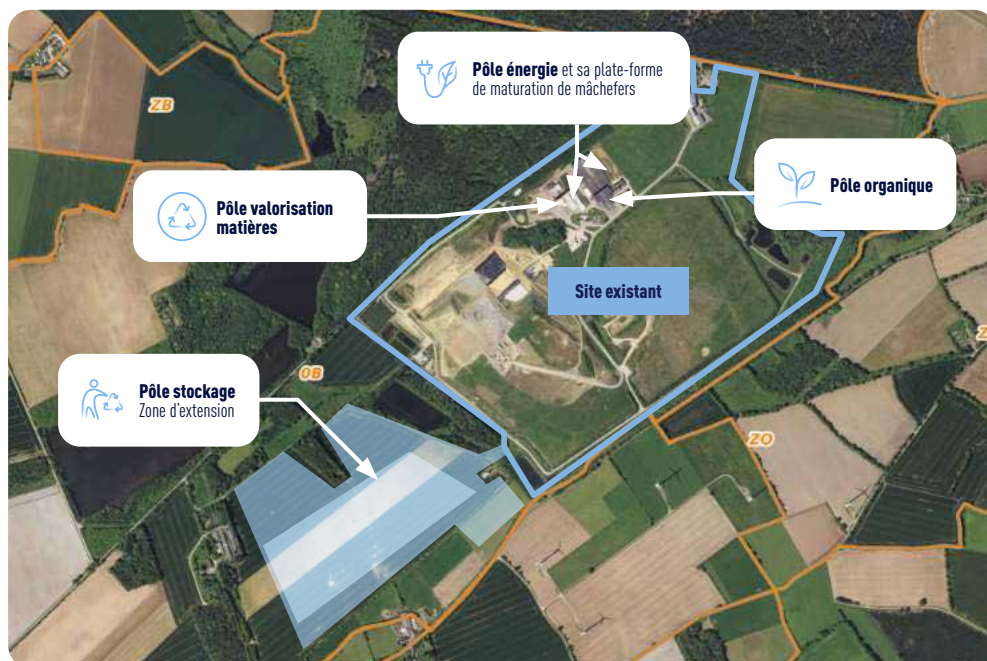 Pôle énergie et sa plate-forme
de maturation de mâchefers
ZB
Pôle organique
Pôle valorisation
matières
Site existant
Z
OB
Pôle stockage
Zone d'extension
ZO